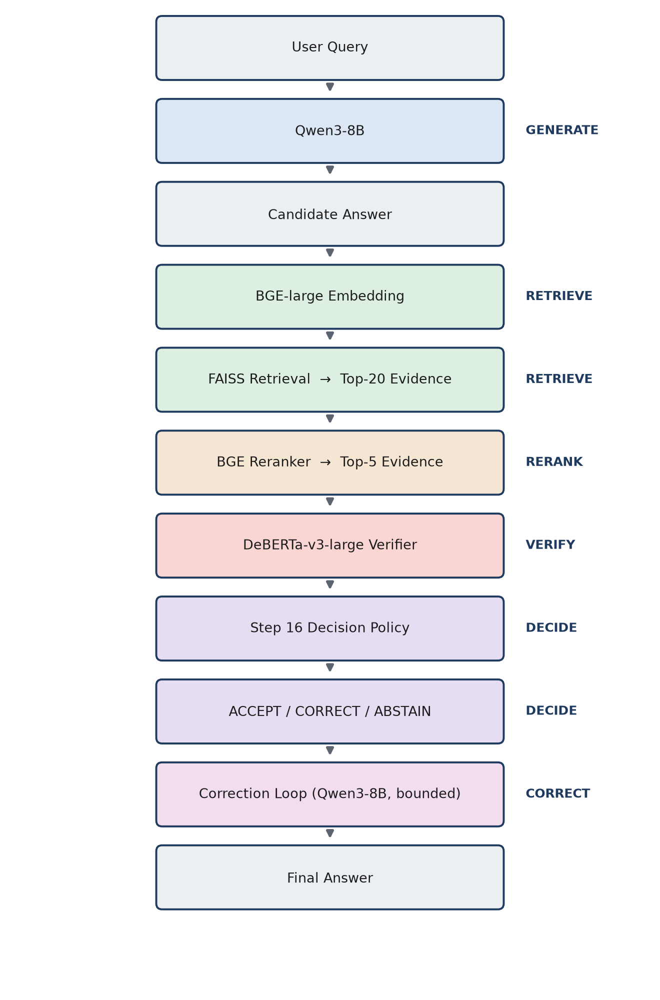 User Query
Qwen3-8B
GENERATE
Candidate Answer
BGE-large Embedding
RETRIEVE
FAISS Retrieval → Top-20 Evidence
RETRIEVE
BGE Reranker → Top-5 Evidence
RERANK
DeBERTa-v3-large Verifier
VERIFY
Step 16 Decision Policy
DECIDE
ACCEPT / CORRECT / ABSTAIN
DECIDE
Correction Loop (Qwen3-8B, bounded)
CORRECT
Final Answer